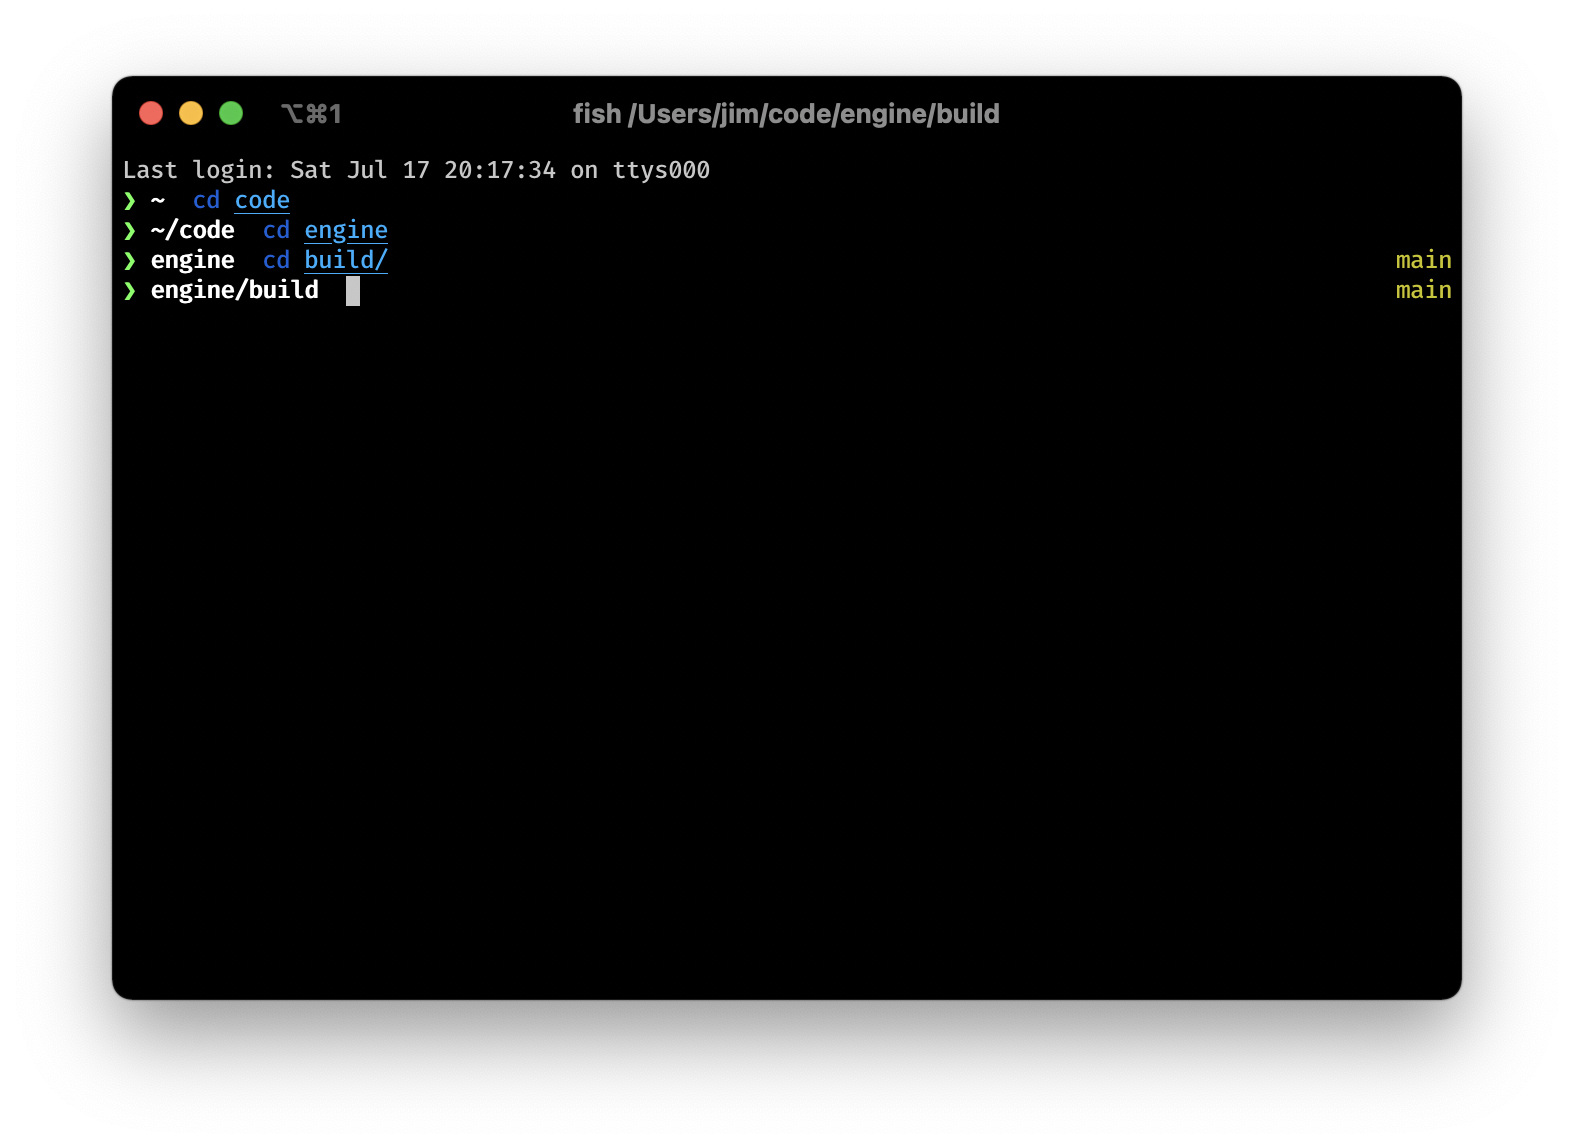 ⌥⌘1 fish /Users/jim/code/engine/build
Last login: Sat Jul 17 20:17:34 on ttys000
❯ ~ cd code
❯ ~/code cd engine
❯ engine cd build/ main
❯ engine/build main